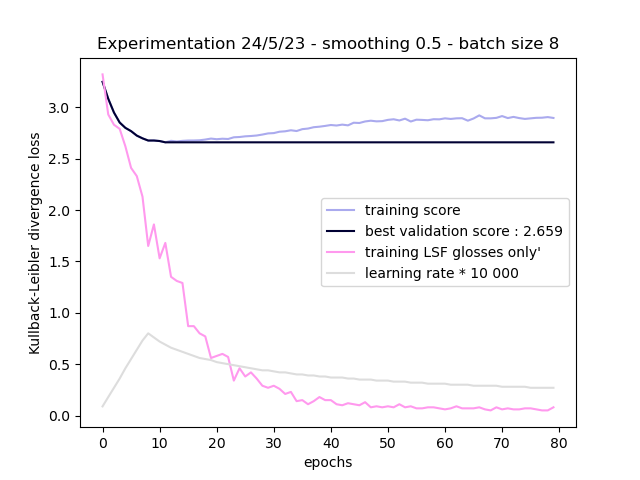 Experimentation 24/5/23 - smoothing 0.5 - batch size 8
Kullback-Leibler divergence loss
3.0
2.5
2.0
1.5
1.0
0.5
0.0
training score
best validation score : 2.659
training LSF glosses only'
learning rate * 10 000
0 10 20 30 40 50 60 70 80
epochs